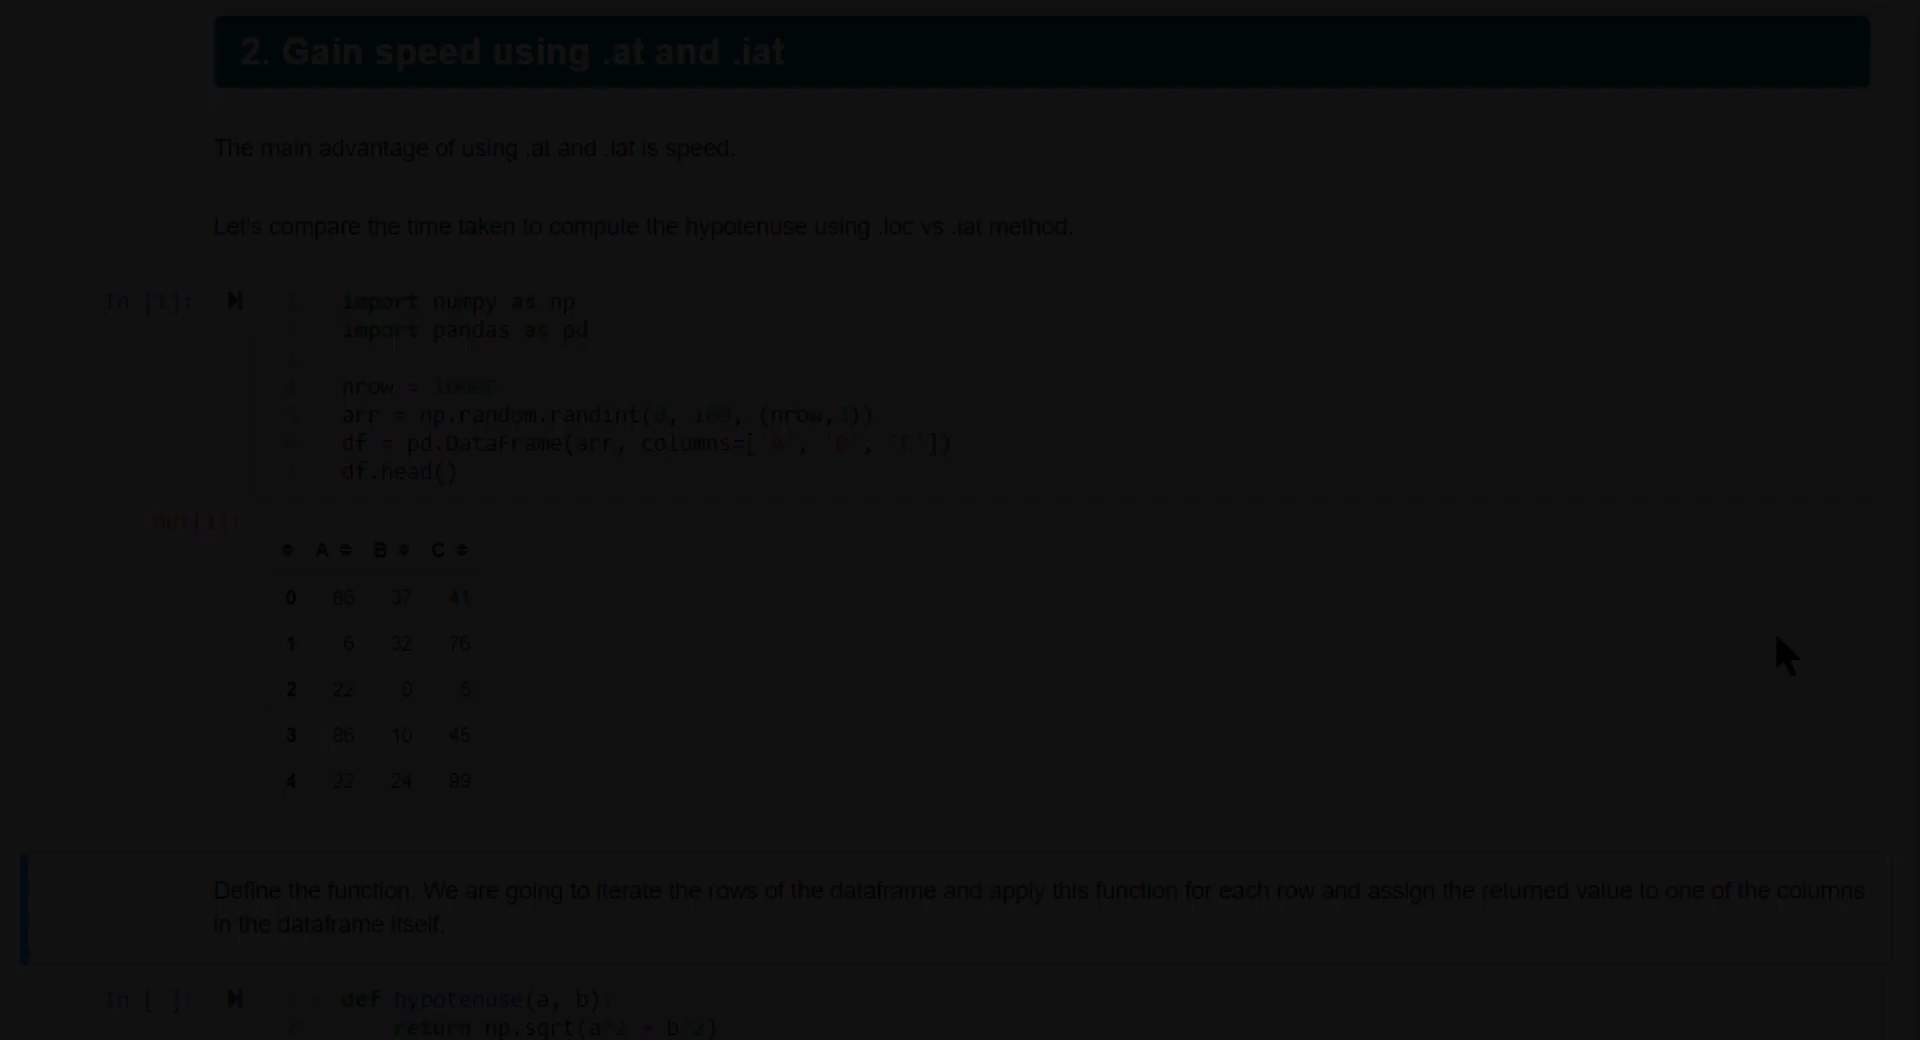 2. Gain speed using .at and .iat
The main advantage of using .at and .iat is speed.
Let's compare the time taken to compute the hypotenuse using .loc vs .iat method.
In [1]:
import numpy as np
import pandas as pd
nrow = 10000
arr = np.random.randint(0, 100, (nrow,3))
df = pd.DataFrame(arr, columns=['A', 'B', 'C'])
df.head()
Out[1]:
A B C
0 86 37 41
1 6 32 76
2 22 0 5
3 86 10 45
4 22 24 99
Define the function. We are going to iterate the rows of the dataframe and apply this function for each row and assign the returned value to one of the columns
in the dataframe itself.
In [ ]:
def hypotenuse(a, b):
return np.sqrt(a^2 + b^2)